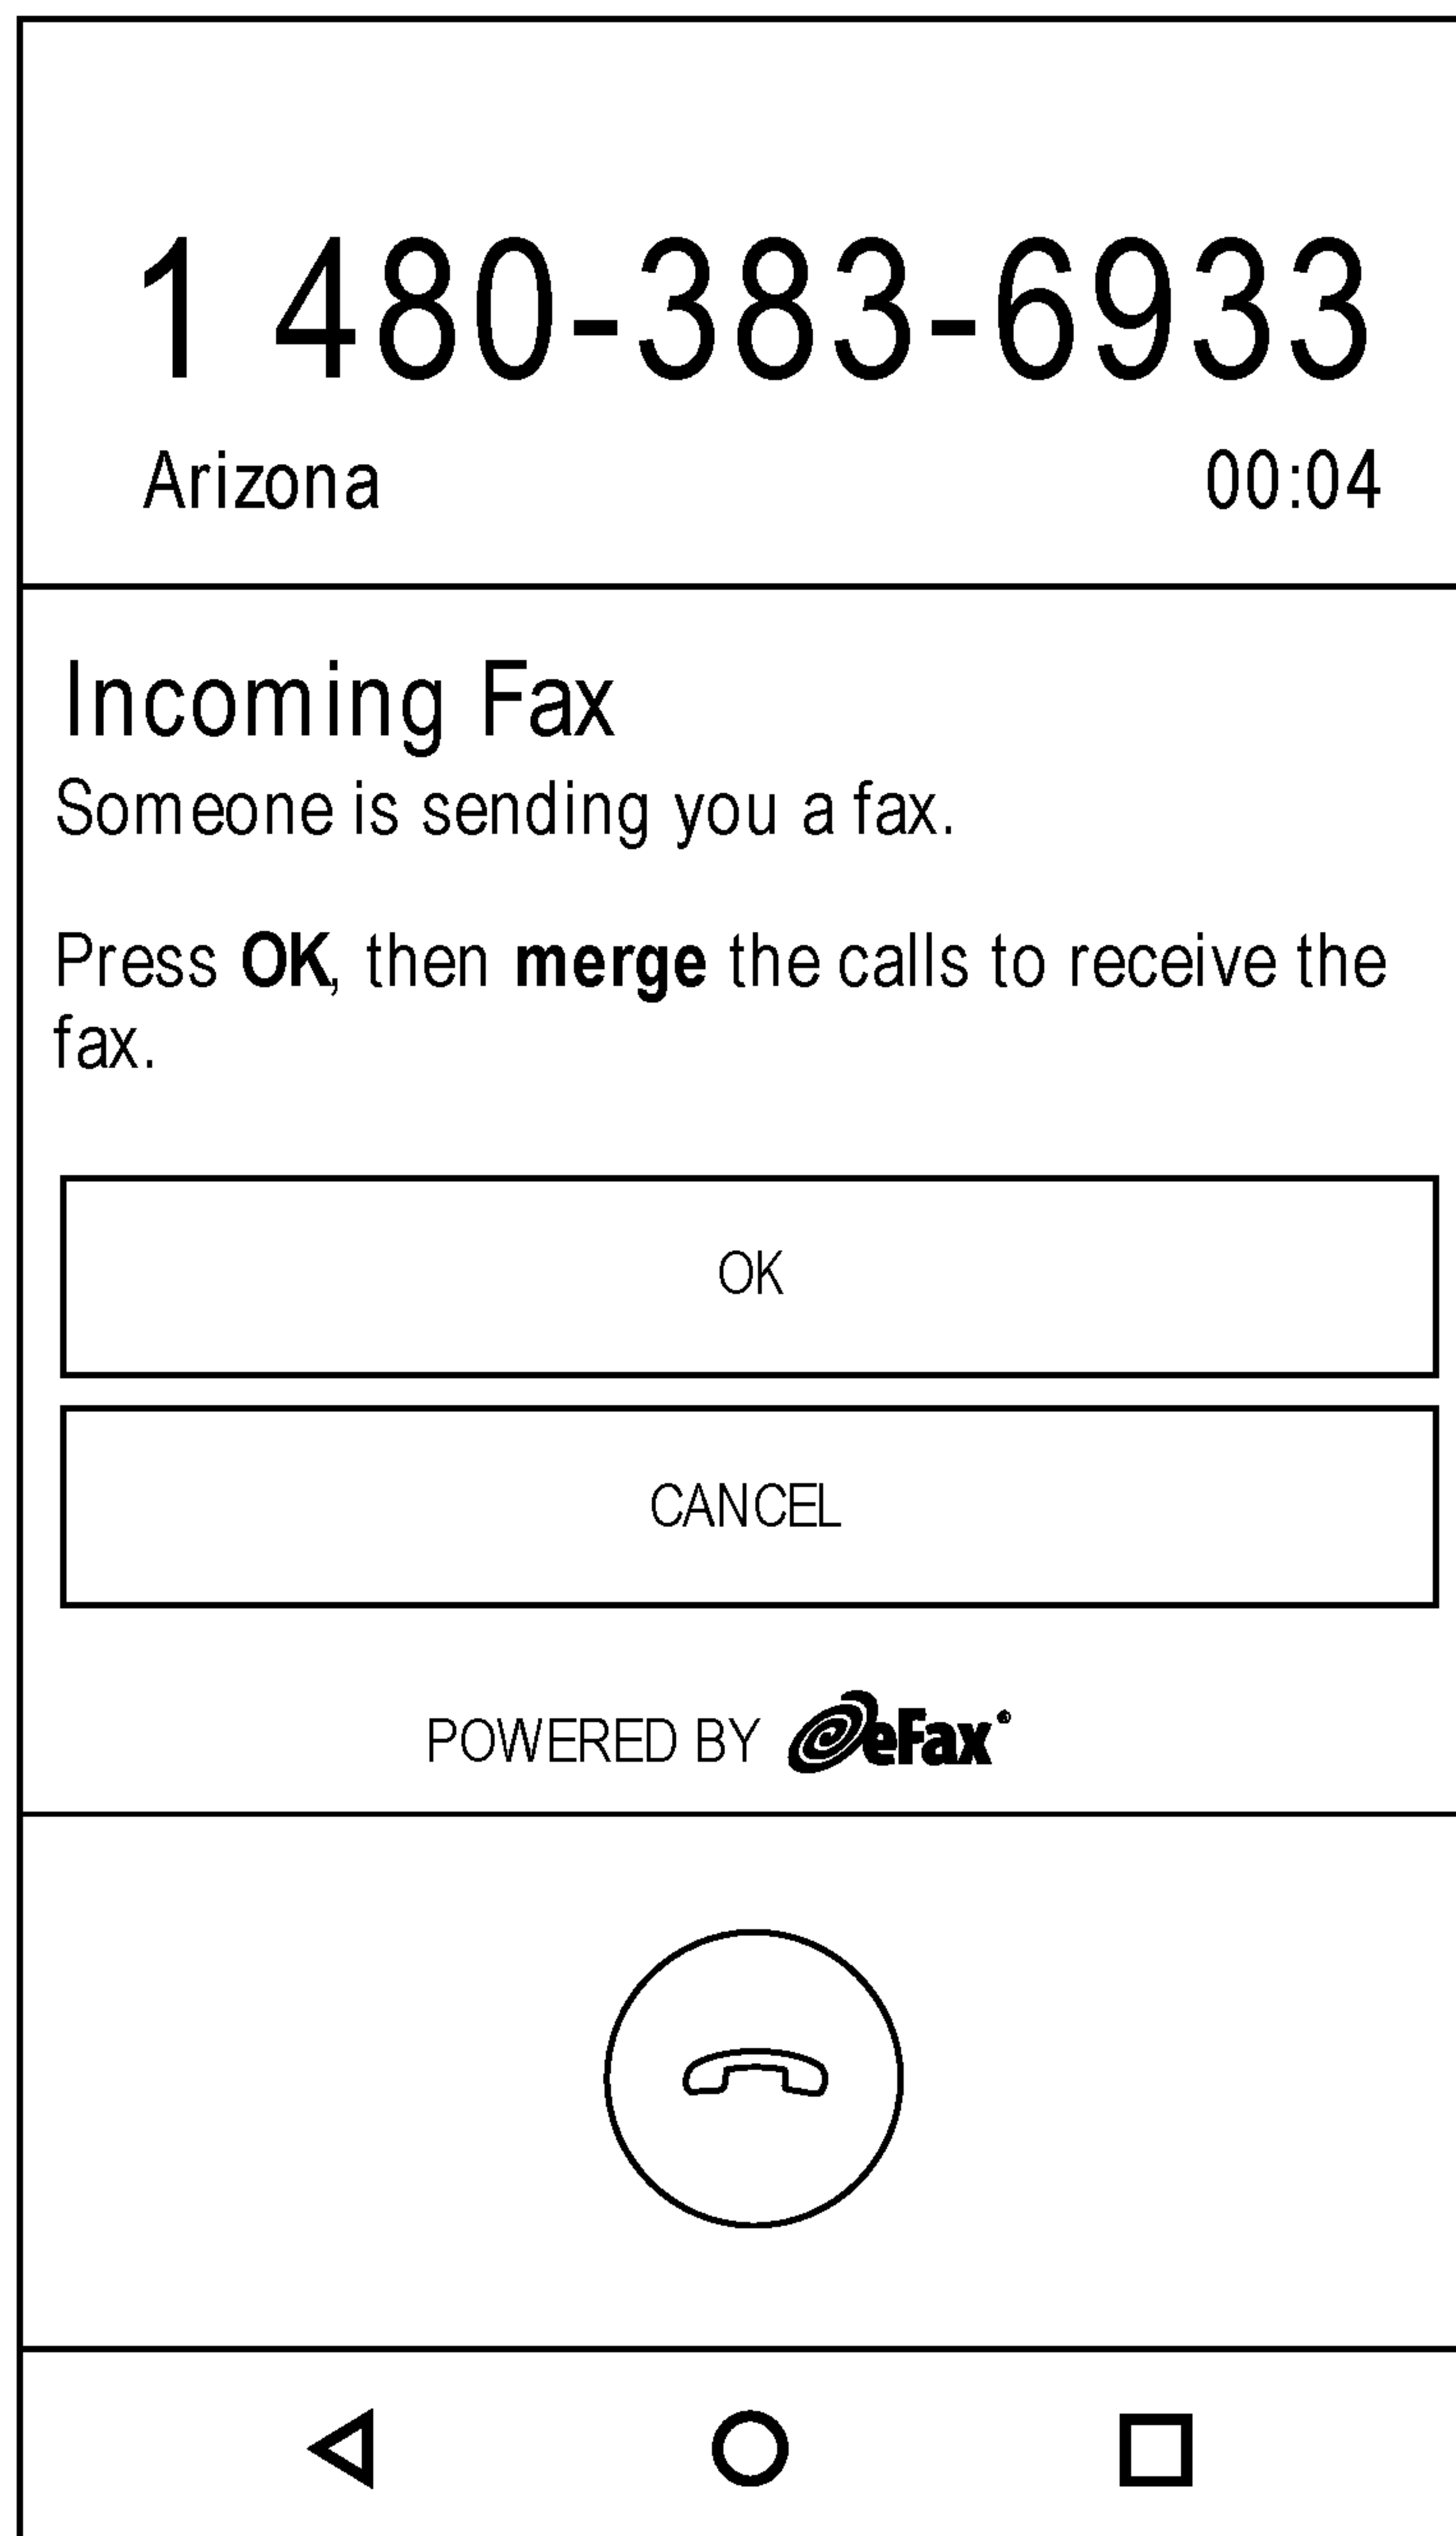 1 480-383-6933
Arizona 00:04
Incoming Fax
Someone is sending you a fax.
Press OK, then merge the calls to receive the
fax.
OK
CANCEL
POWERED BY eFax®